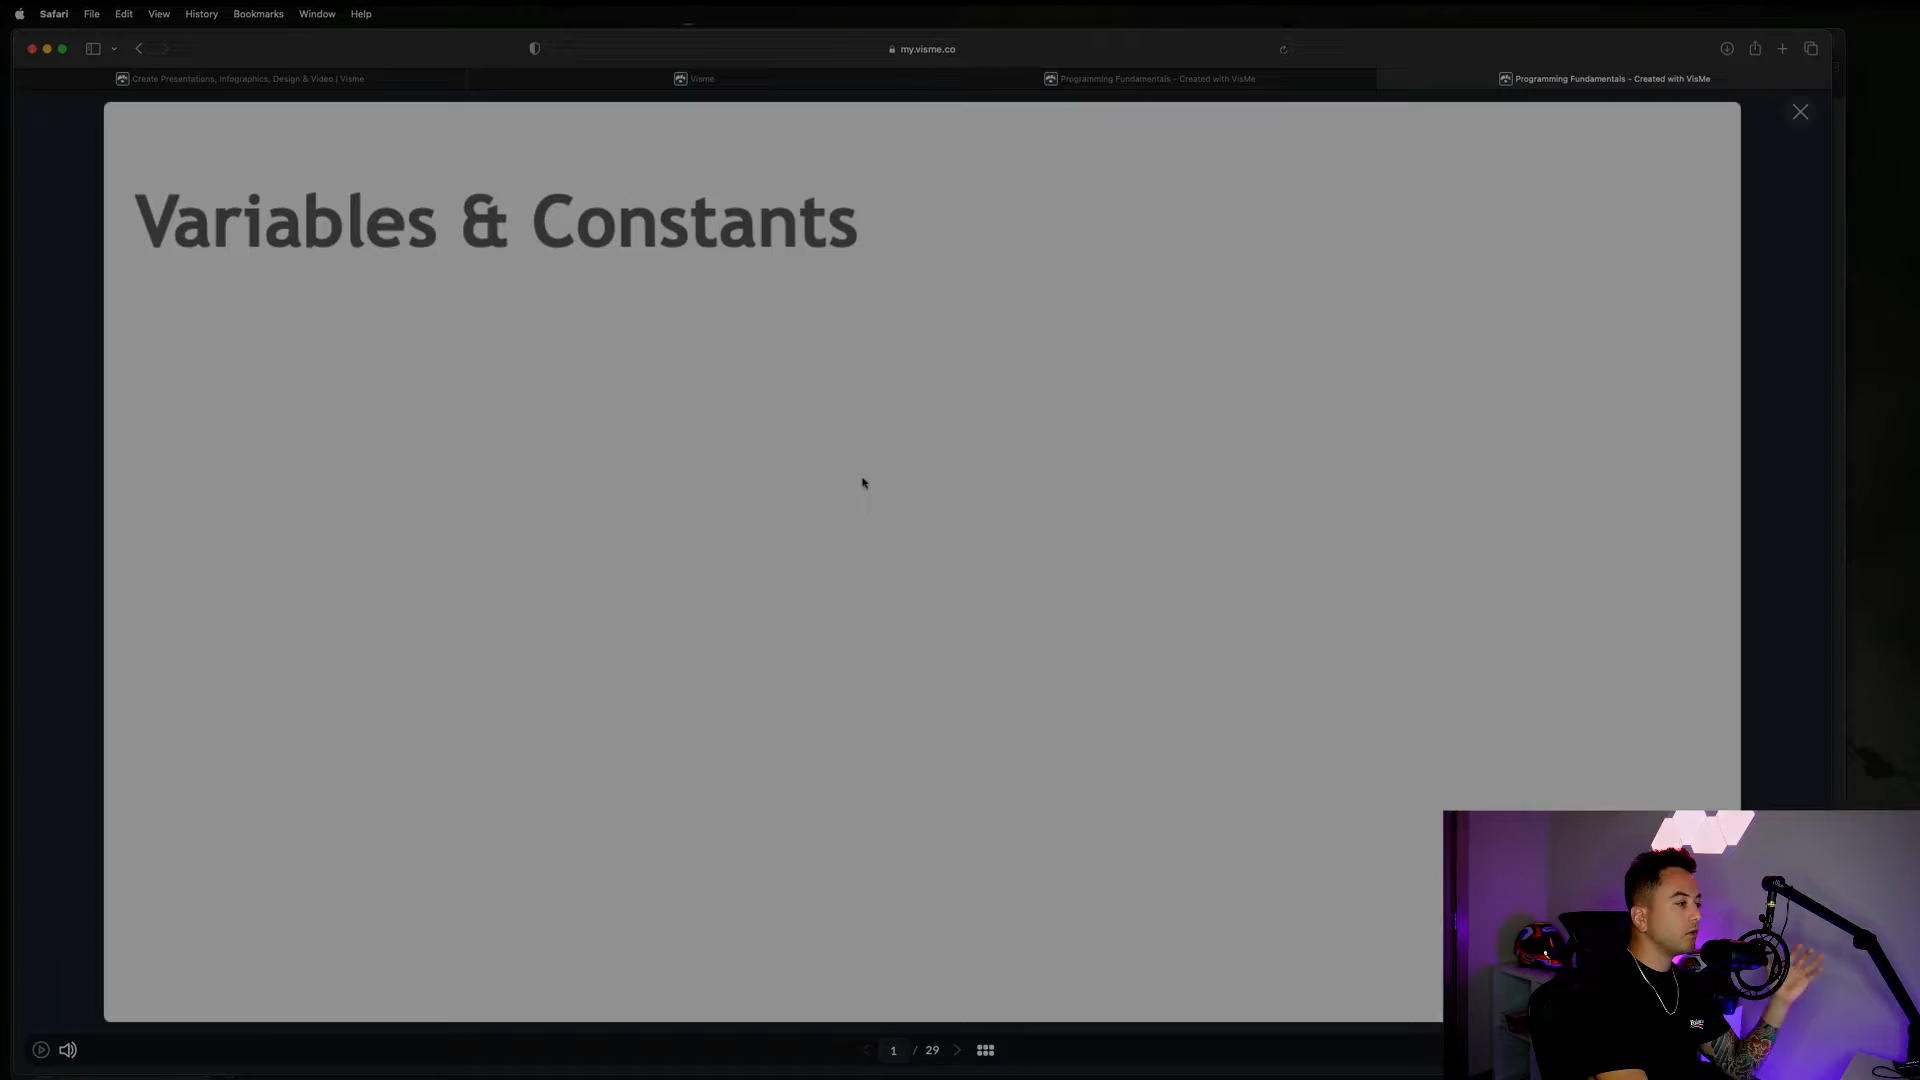 Safari File Edit View History Bookmarks Window Help
my.visme.co
Create Presentations, Infographics, Design & Video | Visme
Visme
Programming Fundamentals - Created with VisMe
Programming Fundamentals - Created with VisMe
Variables & Constants
1 / 29